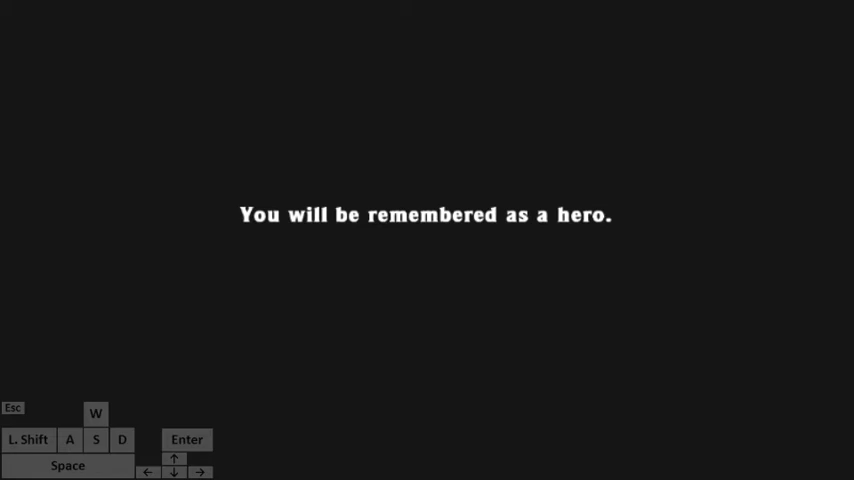 You will be remembered as a hero.
Esc
W
L. Shift A S D Enter
↑
Space ← ↓ →